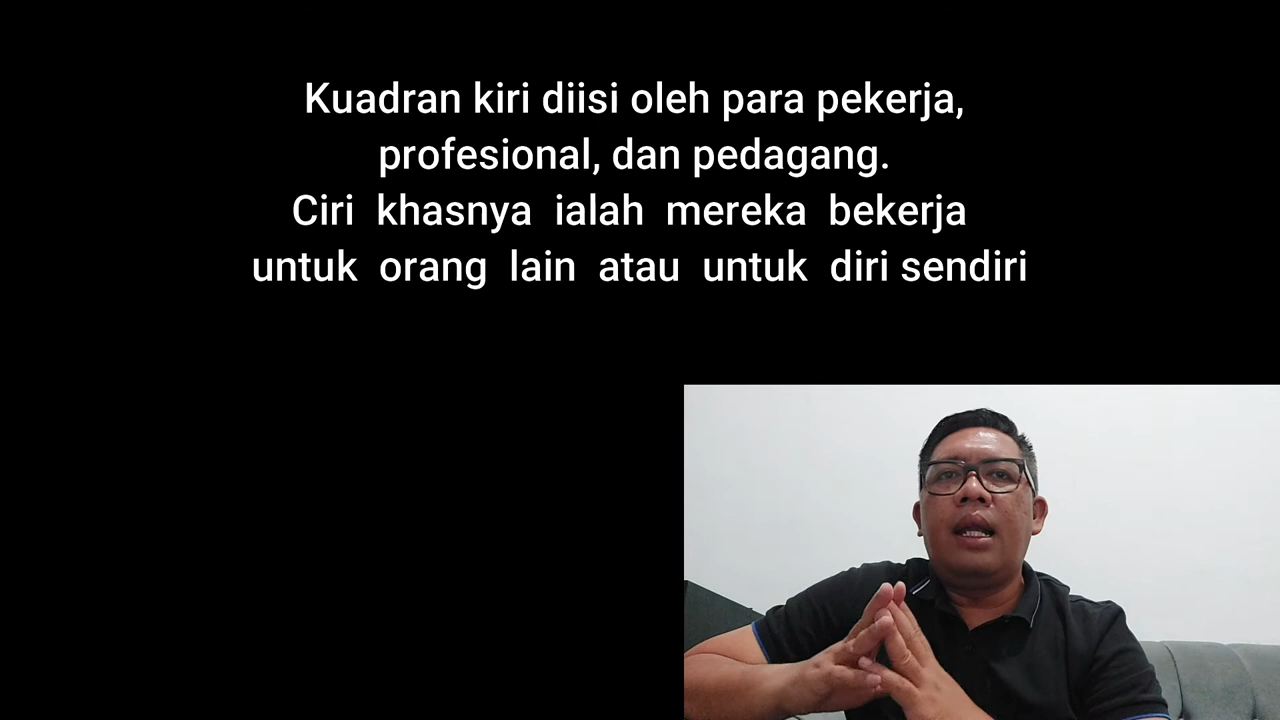 Kuadran kiri diisi oleh para pekerja,
profesional, dan pedagang.
Ciri khasnya ialah mereka bekerja
untuk orang lain atau untuk diri sendiri